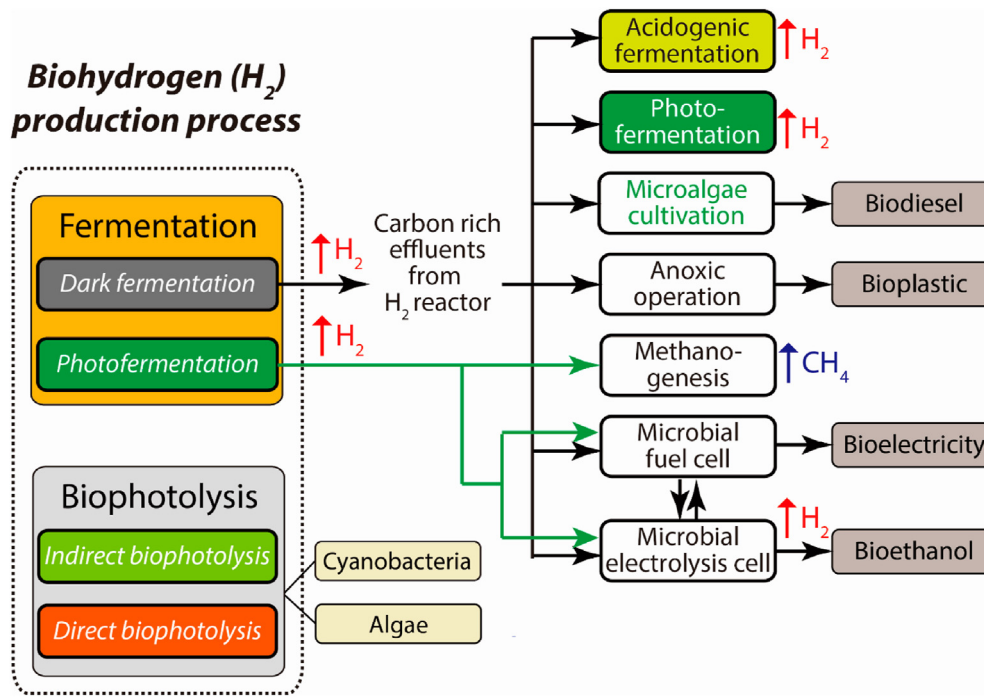 Biohydrogen (H₂)
production process
Fermentation
Dark fermentation
Photofermentation
↑H₂
↑H₂
Carbon rich
effluents
from
H₂ reactor
Biophotolysis
Indirect biophotolysis
Direct biophotolysis
Cyanobacteria
Algae
Acidogenic
fermentation
↑H₂
Photo-
fermentation
↑H₂
Microalgae
cultivation
Biodiesel
Anoxic
operation
Bioplastic
Methano-
genesis
↑CH₄
Microbial
fuel cell
Bioelectricity
Microbial
electrolysis cell
↑H₂
Bioethanol